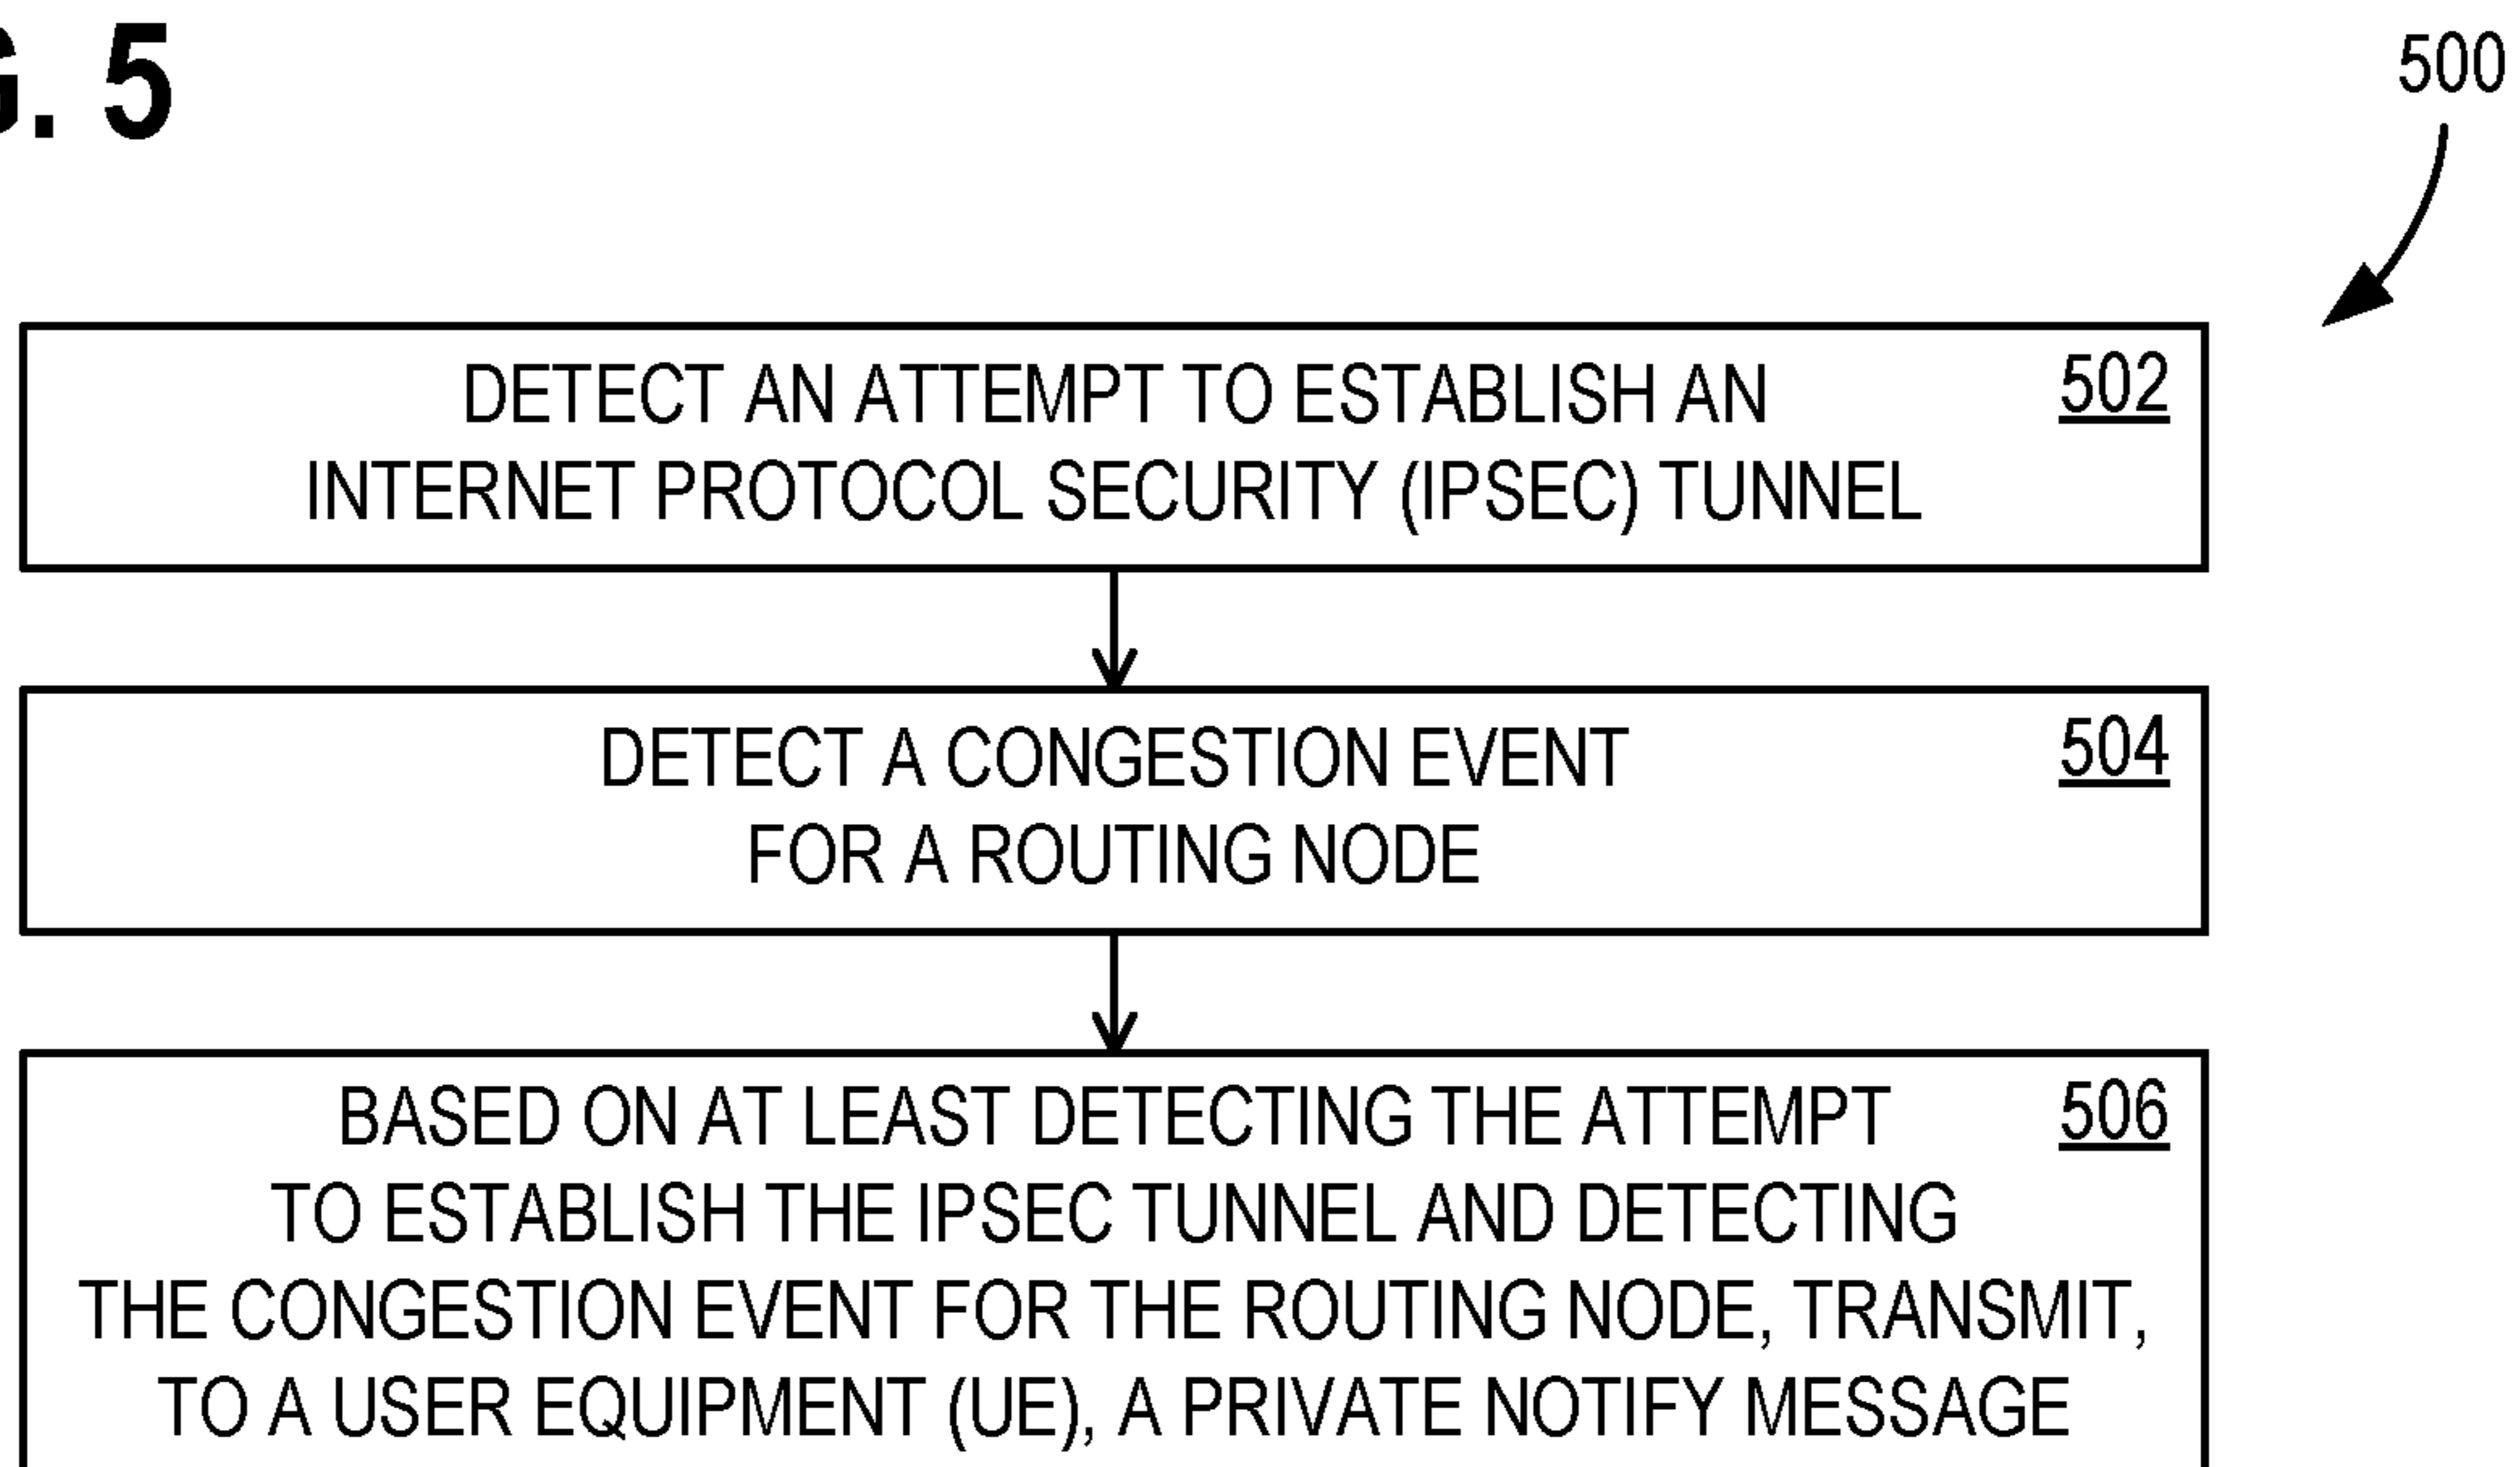 G. 5
500
DETECT AN ATTEMPT TO ESTABLISH AN
502
INTERNET PROTOCOL SECURITY (IPSEC) TUNNEL
DETECT A CONGESTION EVENT
504
FOR A ROUTING NODE
BASED ON AT LEAST DETECTING THE ATTEMPT
506
TO ESTABLISH THE IPSEC TUNNEL AND DETECTING
THE CONGESTION EVENT FOR THE ROUTING NODE, TRANSMIT,
TO A USER EQUIPMENT (UE), A PRIVATE NOTIFY MESSAGE